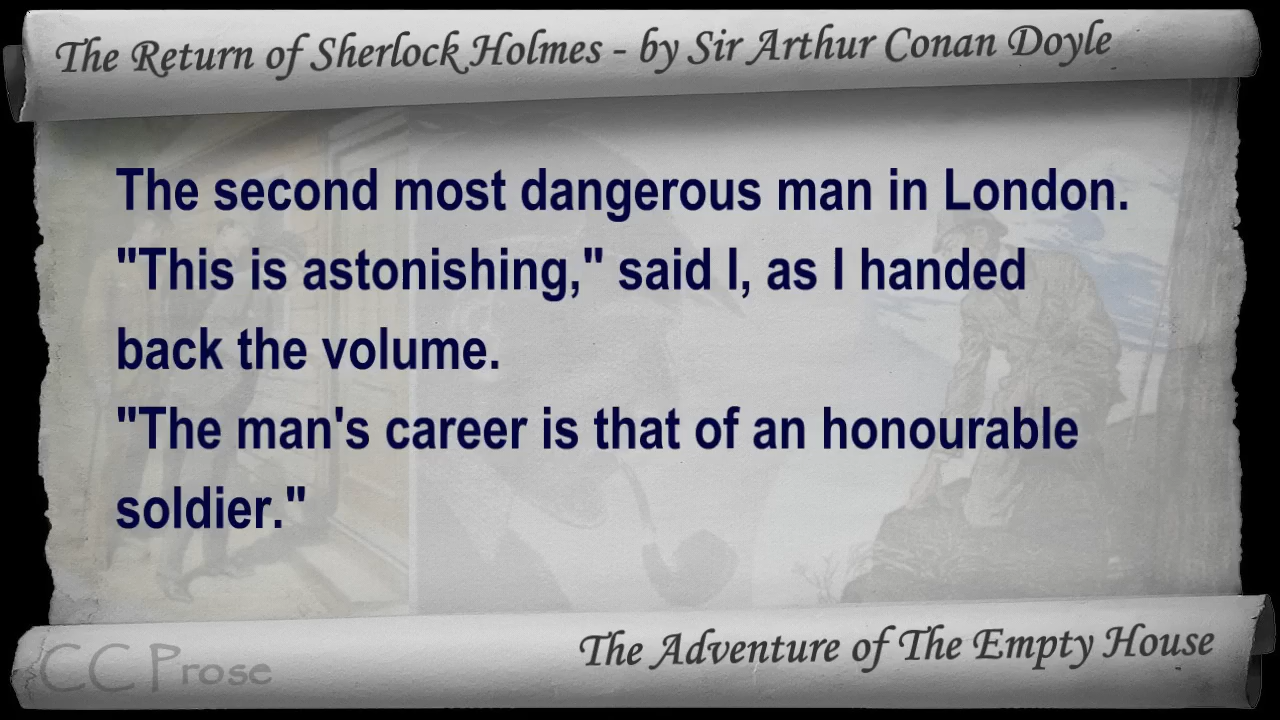 The Return of Sherlock Holmes - by Sir Arthur Conan Doyle
The second most dangerous man in London.
"This is astonishing," said I, as I handed
back the volume.
"The man's career is that of an honourable
soldier."
The Adventure of The Empty House
CC Prose